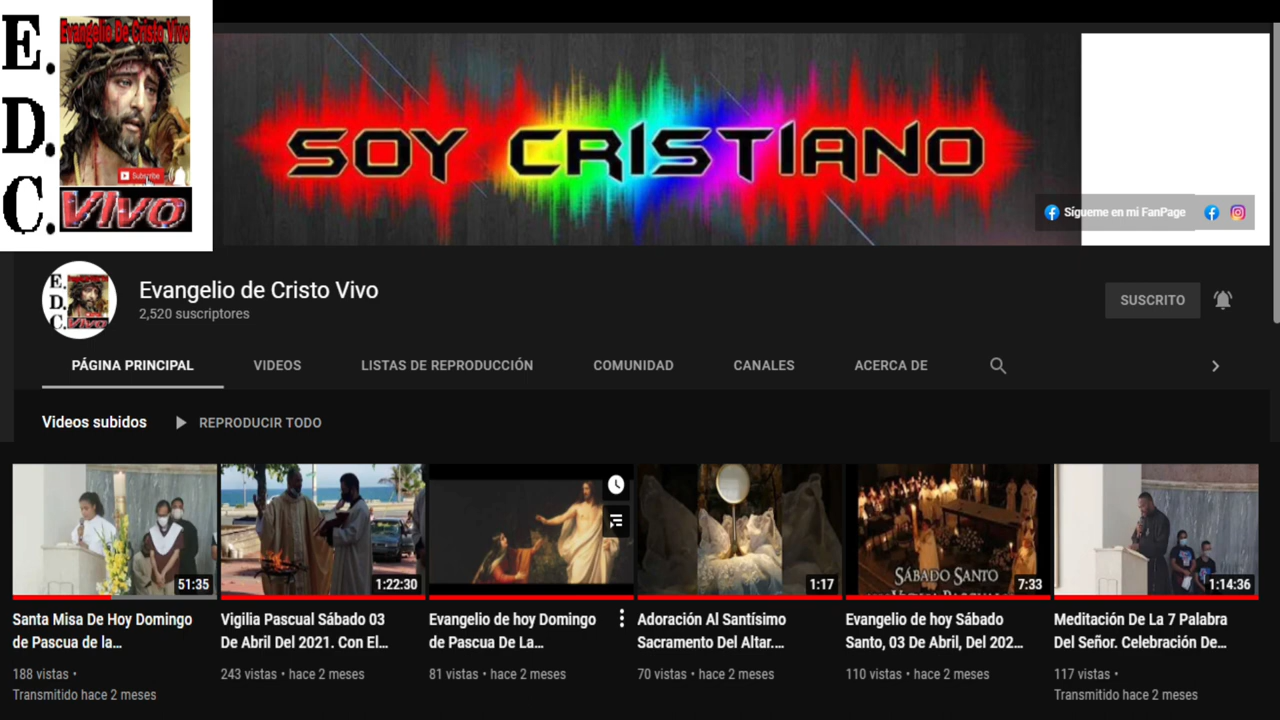 E.
D.
C.
Evangelio De Cristo Vivo
Subscribe
Vivo
SOY CRISTIANO
Sígueme en mi FanPage
E.
D.
C.
Vivo
Evangelio de Cristo Vivo
2,520 suscriptores
SUSCRITO
PÁGINA PRINCIPAL VIDEOS LISTAS DE REPRODUCCIÓN COMUNIDAD CANALES ACERCA DE
Videos subidos REPRODUCIR TODO
SÁBADO SANTO
51:35 1:22:30 1:17 7:33 1:14:36
Santa Misa De Hoy Domingo
de Pascua de la...
188 vistas •
Transmitido hace 2 meses
Vigilia Pascual Sábado 03
De Abril Del 2021. Con El...
243 vistas • hace 2 meses
Evangelio de hoy Domingo
de Pascua De La...
81 vistas • hace 2 meses
Adoración Al Santísimo
Sacramento Del Altar....
70 vistas • hace 2 meses
Evangelio de hoy Sábado
Santo, 03 De Abril, Del 202...
110 vistas • hace 2 meses
Meditación De La 7 Palabra
Del Señor. Celebración De...
117 vistas •
Transmitido hace 2 meses